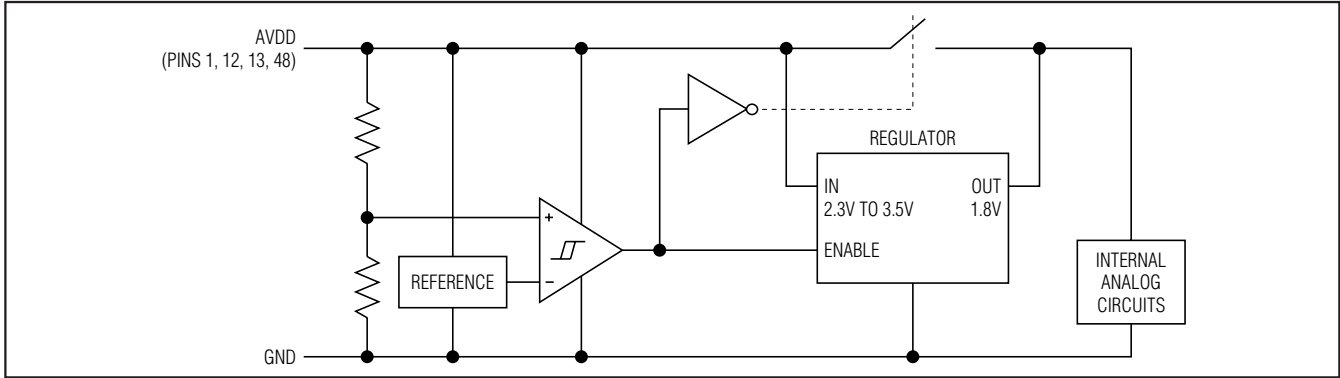 AVDD
(PINS 1, 12, 13, 48)
REGULATOR
IN
OUT
2.3V TO 3.5V
1.8V
+
ENABLE
REFERENCE
−
INTERNAL
ANALOG
CIRCUITS
GND